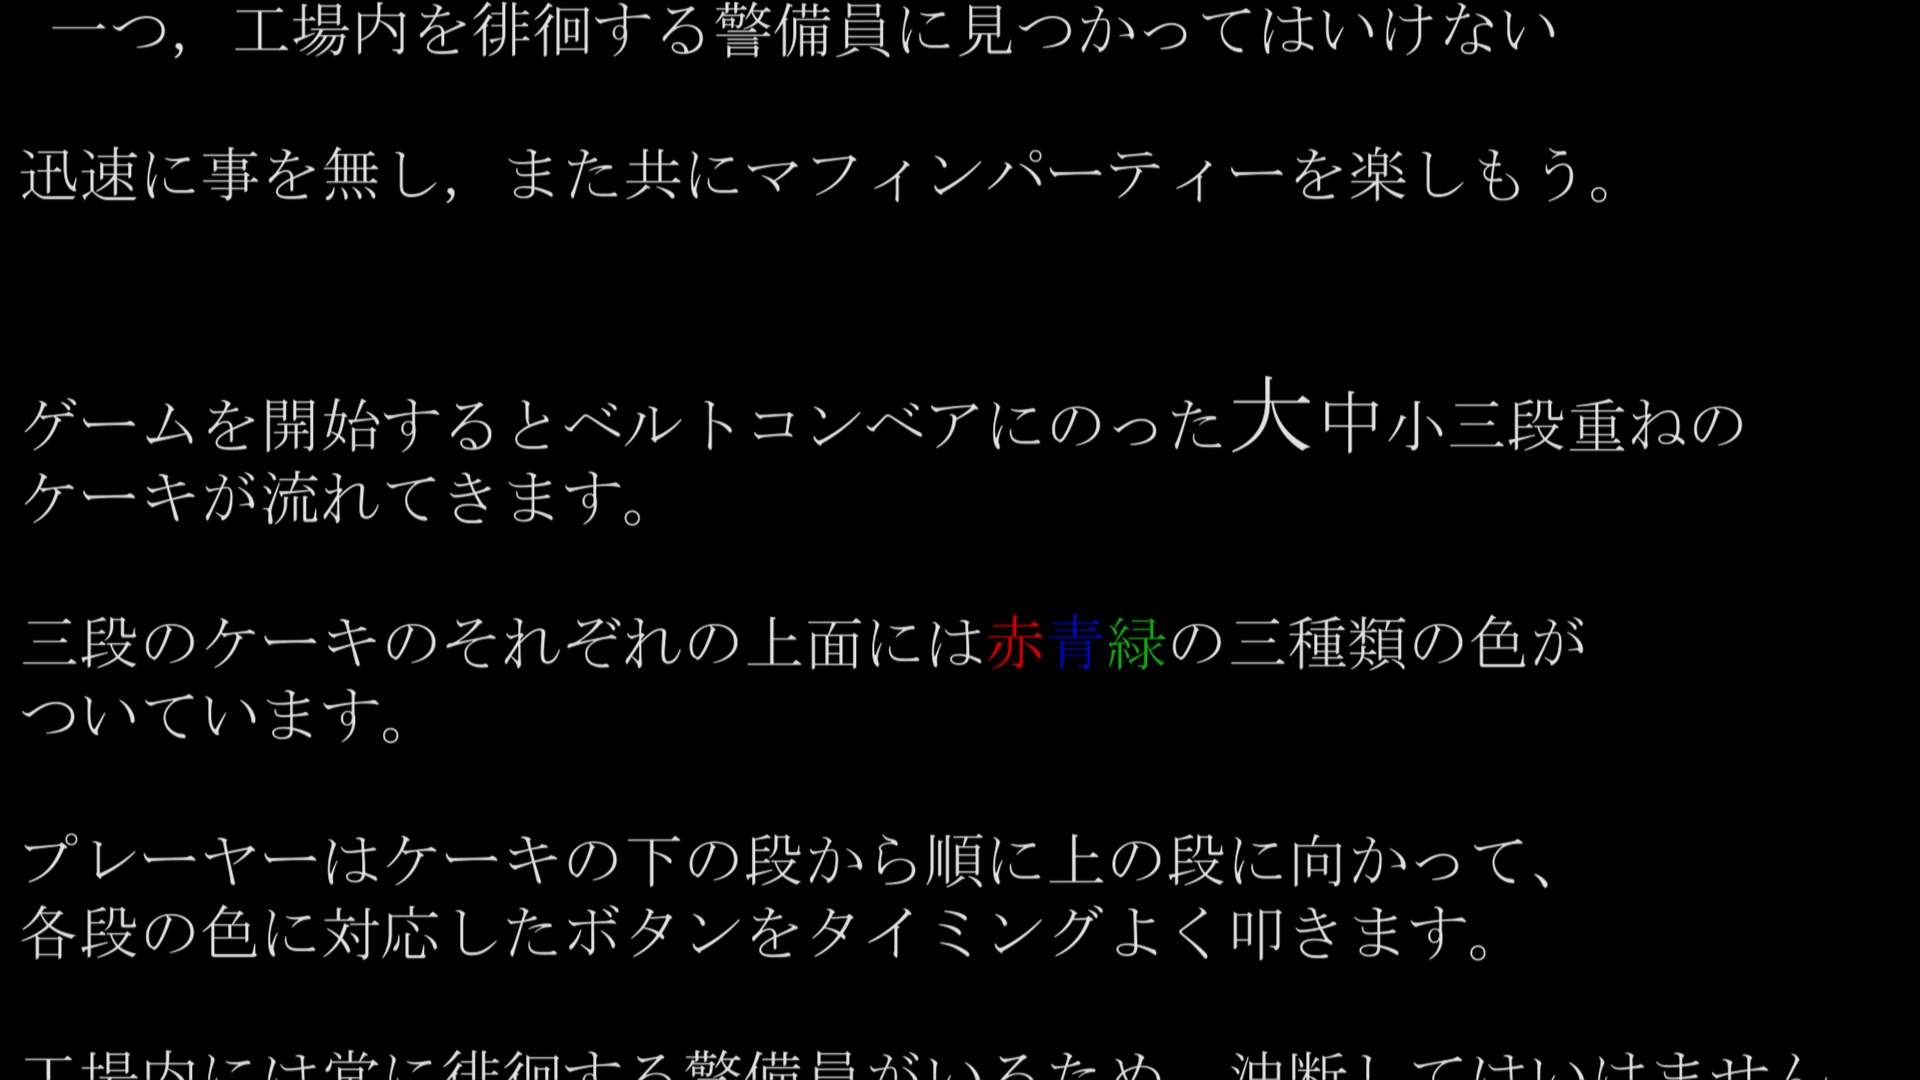 一つ，工場内を徘徊する警備員に見つかってはいけない
迅速に事を無し，また共にマフィンパーティーを楽しもう。
ゲームを開始するとベルトコンベアにのった大中小三段重ねの
ケーキが流れてきます。
三段のケーキのそれぞれの上面には赤青緑の三種類の色が
ついています。
プレーヤーはケーキの下の段から順に上の段に向かって、
各段の色に対応したボタンをタイミングよく叩きます。
工場内には常に徘徊する警備員がいるため、油断してはいけません